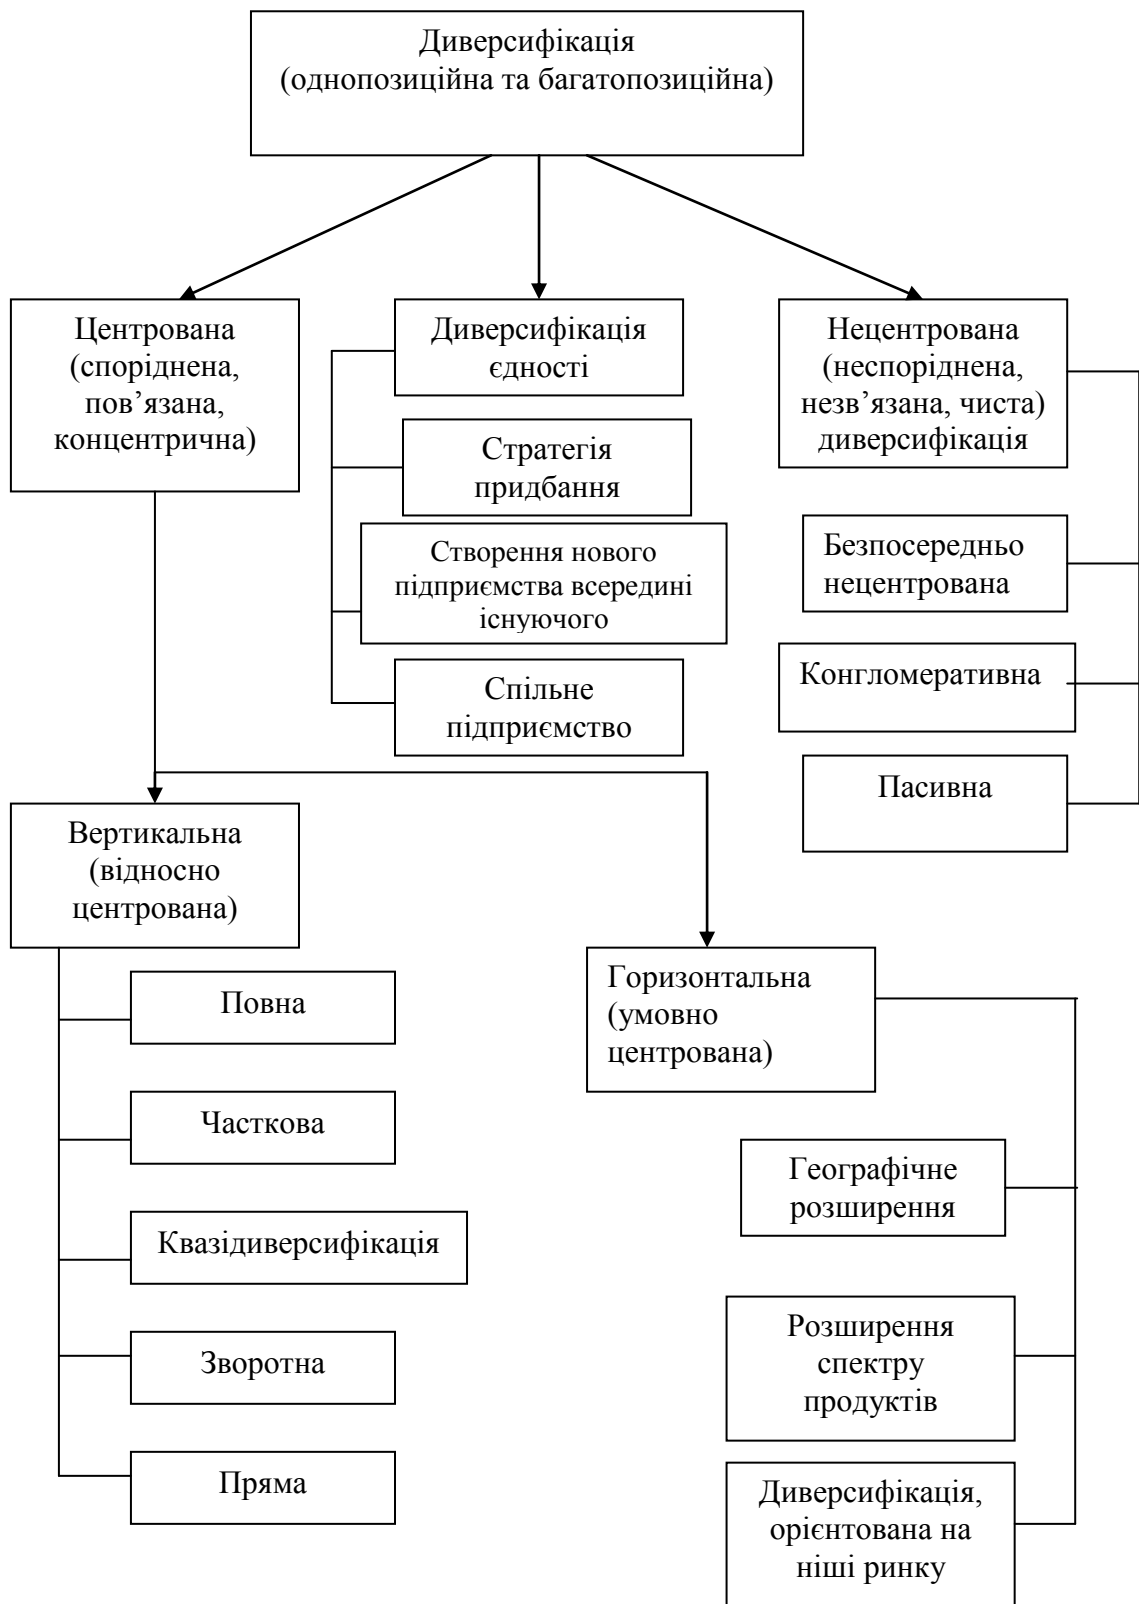 Диверсифікація
(однопозиційна та багатопозиційна)
Центрована
(споріднена,
пов’язана,
концентрична)
Диверсифікація
єдності
Стратегія
придбання
Створення нового
підприємства всередині
існуючого
Спільне
підприємство
Нецентрована
(неспоріднена,
незв’язана, чиста)
диверсифікація
Безпосередньо
нецентрована
Конгломеративна
Пасивна
Вертикальна
(відносно
центрована)
Повна
Часткова
Квазідиверсифікація
Зворотна
Пряма
Горизонтальна
(умовно
центрована)
Географічне
розширення
Розширення
спектру
продуктів
Диверсифікація,
орієнтована на
ніші ринку